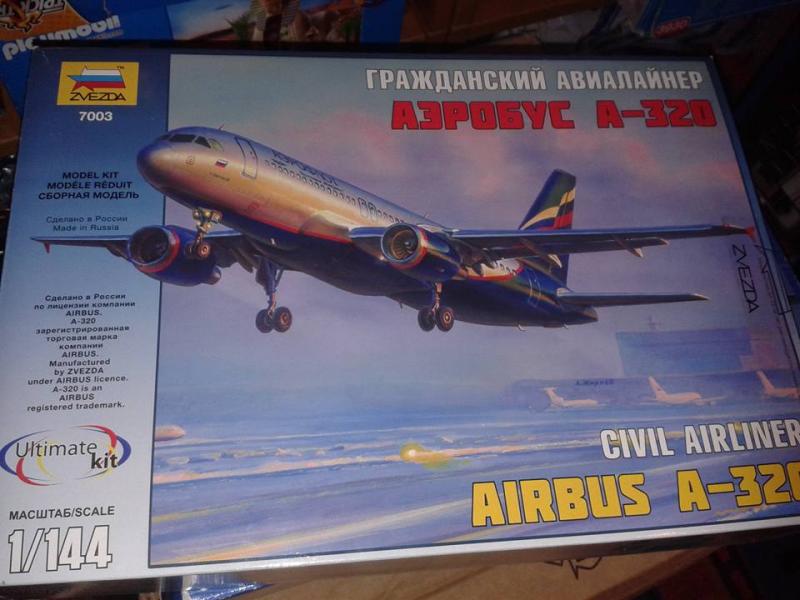 playmobil
ZVEZDA
7003
ГРАЖДАНСКИЙ АВИАЛАЙНЕР
АЭРОБУС А-320
MODEL KIT
MODÈLE RÉDUIT
СБОРНАЯ МОДЕЛЬ
Сделано в России
Made in Russia
Сделано в России
по лицензии компании
AIRBUS.
A-320
зарегистрированная
торговая марка
компании
AIRBUS.
Manufactured
by ZVEZDA
under AIRBUS licence.
A-320 is an
AIRBUS
registered trademark.
ZVEZDA
Ultimate
kit
CIVIL AIRLINER
AIRBUS A-320
МАСШТАБ/SCALE
1/144